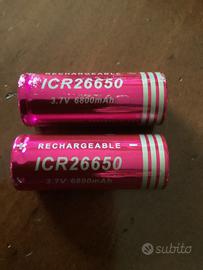 RECHARGEABLE –
ICR26650
3.7V 6800mAh
RECHARGEABLE –
ICR26650
3.7V 6800mAh
subito